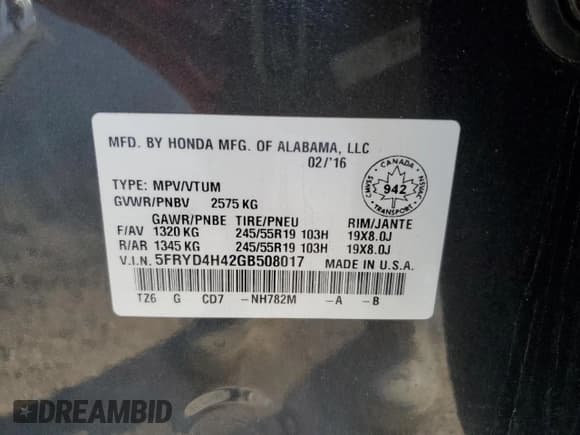 MFD. BY HONDA MFG. OF ALABAMA, LLC
02/'16
TYPE: MPV/VTUM
GVWR/PNBV 2575 KG
GAWR/PNBE TIRE/PNEU RIM/JANTE
F/AV 1320 KG 245/55R19 103H 19X8.0J
R/AR 1345 KG 245/55R19 103H 19X8.0J
V.I.N. 5FRYD4H42GB508017 MADE IN U.S.A.
TZ6 G CD7 -NH782M -A -B
CANADA
CMVSS 942 NSVAC
TRANSPORT
DREAMBID